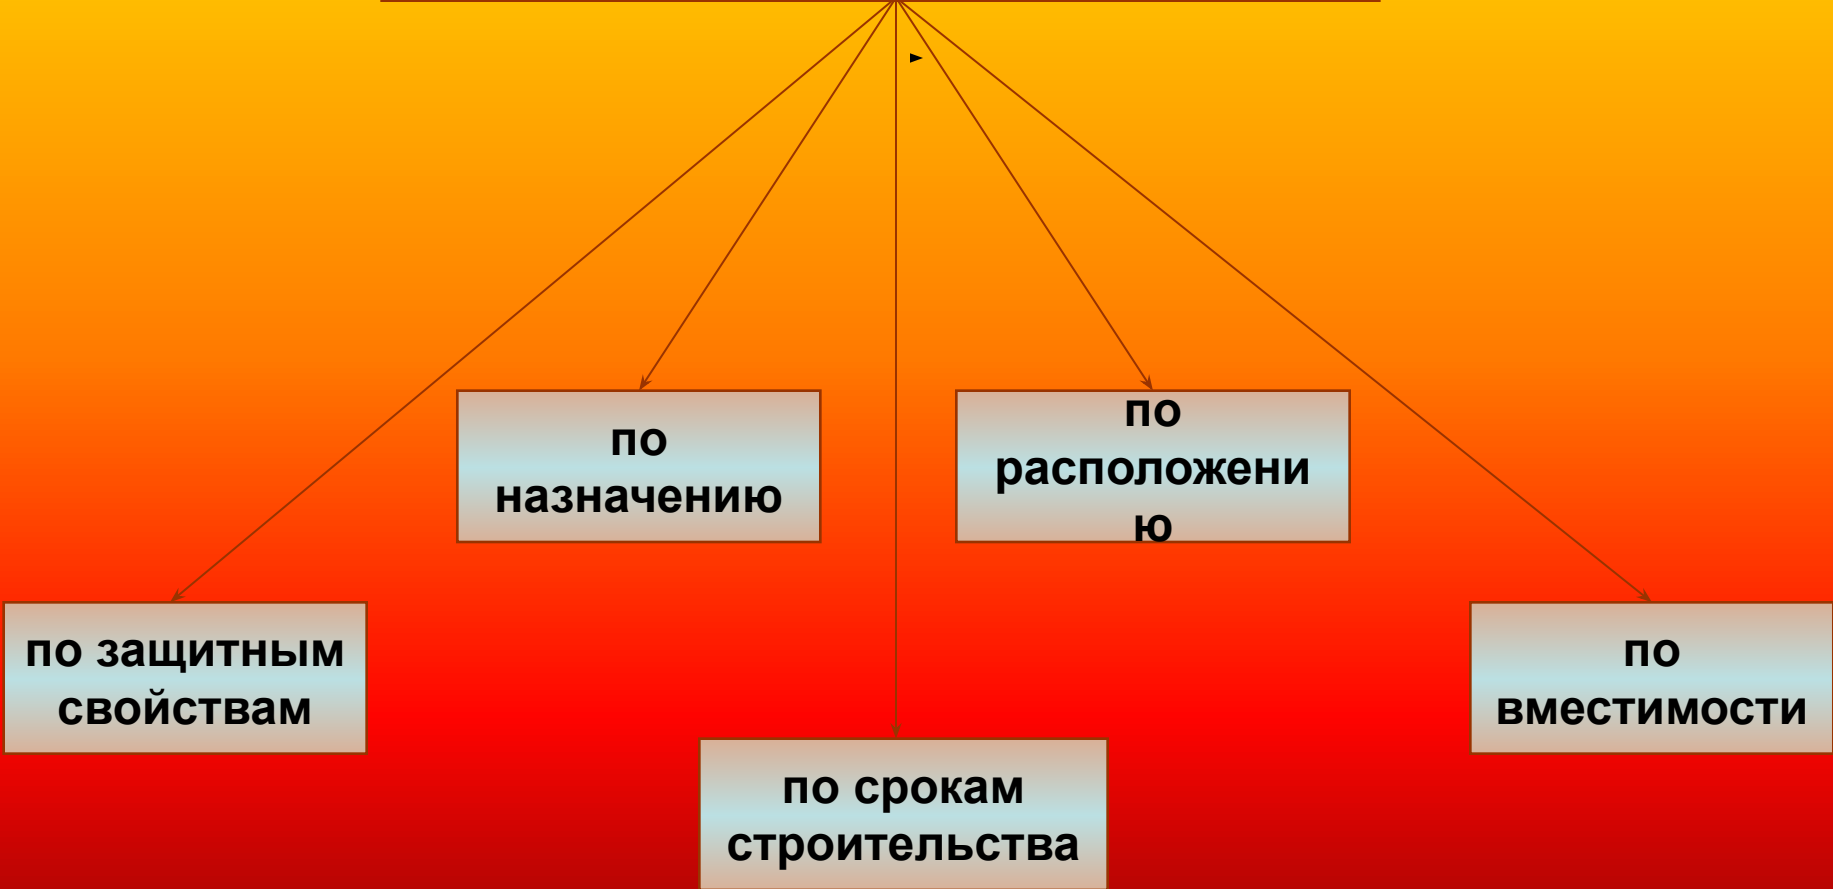 ►
по
назначению
по
расположени
ю
по защитным
свойствам
по
вместимости
по срокам
строительства